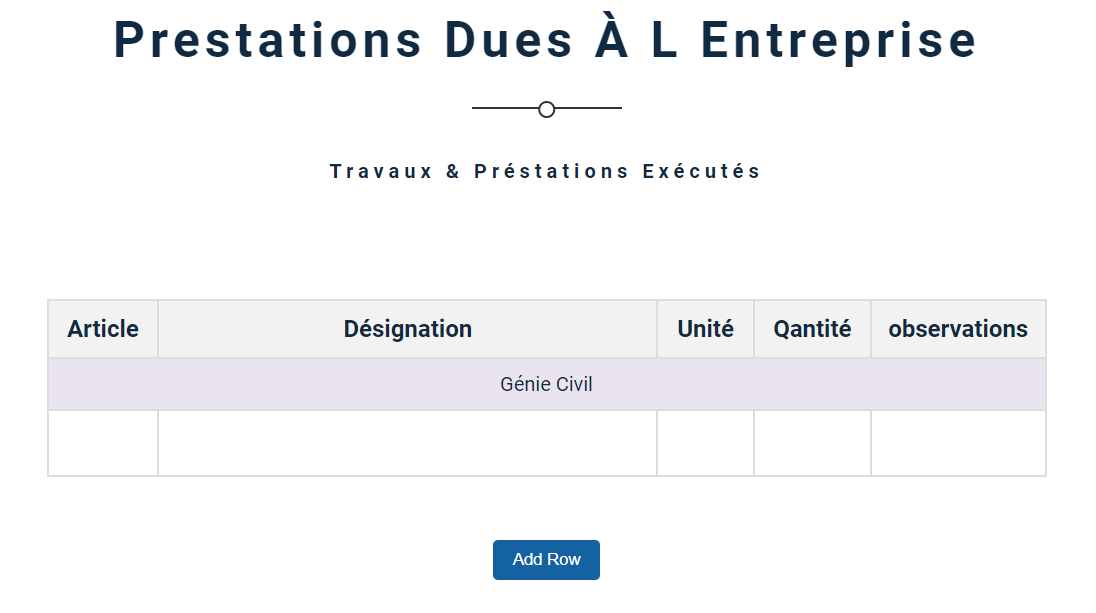 Prestations Dues À L Entreprise
Travaux & Préstations Exécutés
Article Désignation Unité Qantité observations
Génie Civil
Add Row